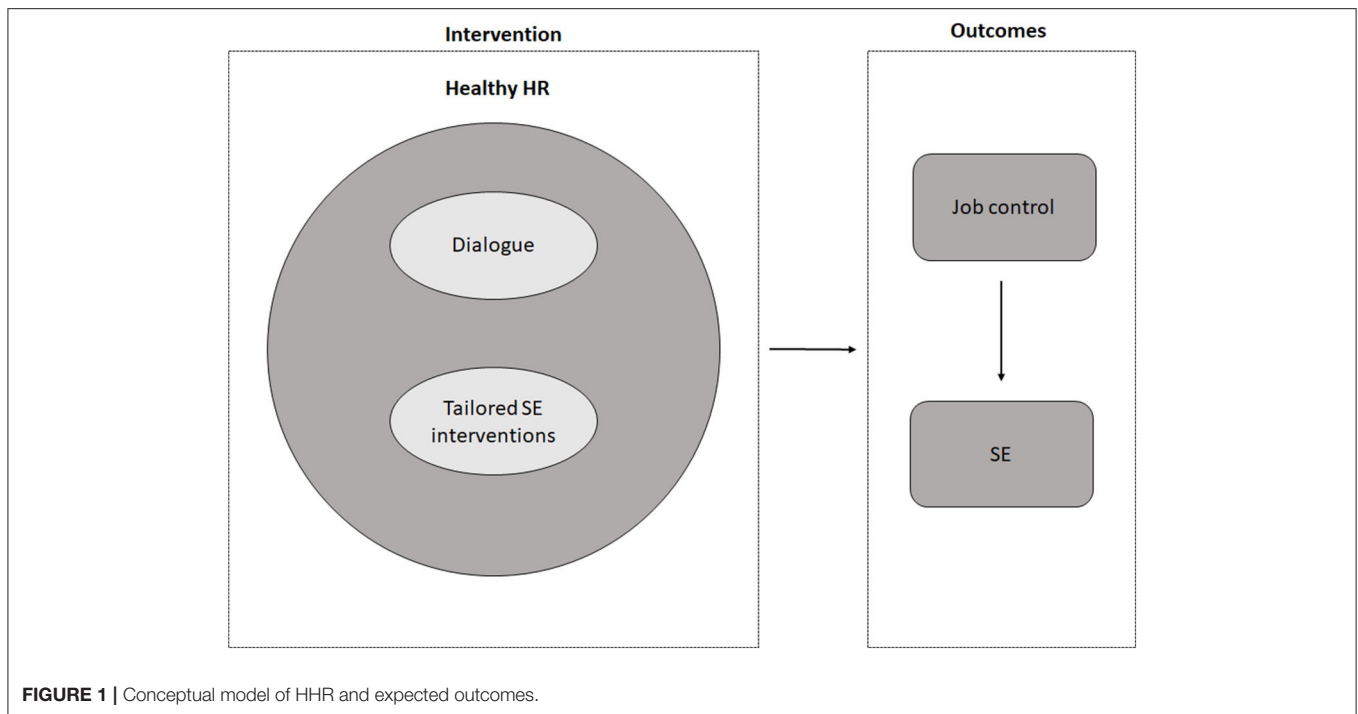 Intervention
Healthy HR
Dialogue
Tailored SE
interventions
Outcomes
Job control
SE
FIGURE 1 | Conceptual model of HHR and expected outcomes.